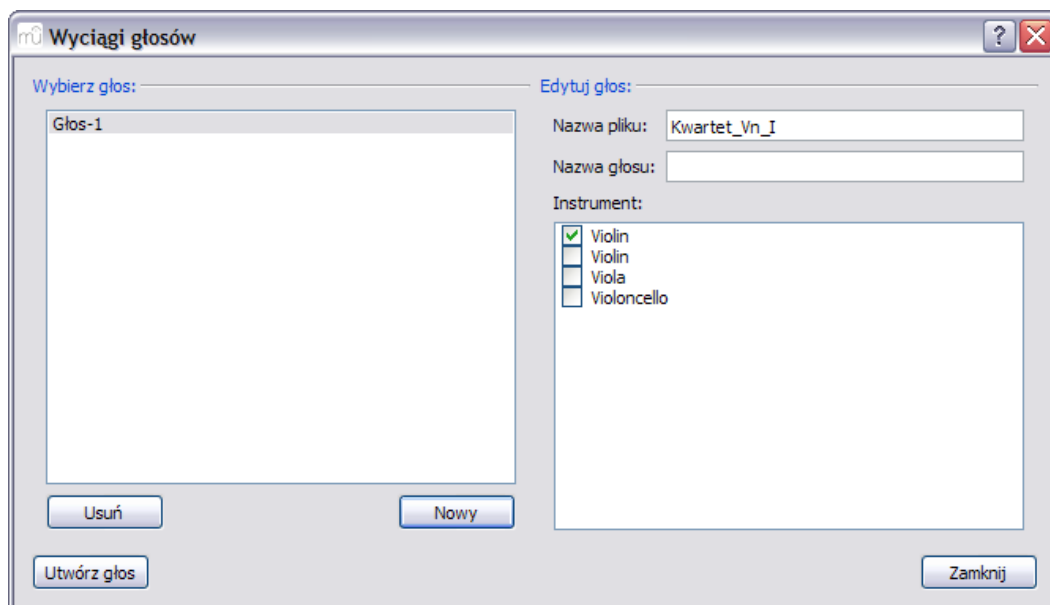 mû Wyciągi głosów
Wybierz głos:
Głos-1
Usuń
Nowy
Utwórz głos
Edytuj głos:
Nazwa pliku: Kwartet_Vn_I
Nazwa głosu:
Instrument:
Violin
Violin
Viola
Violoncello
Zamknij